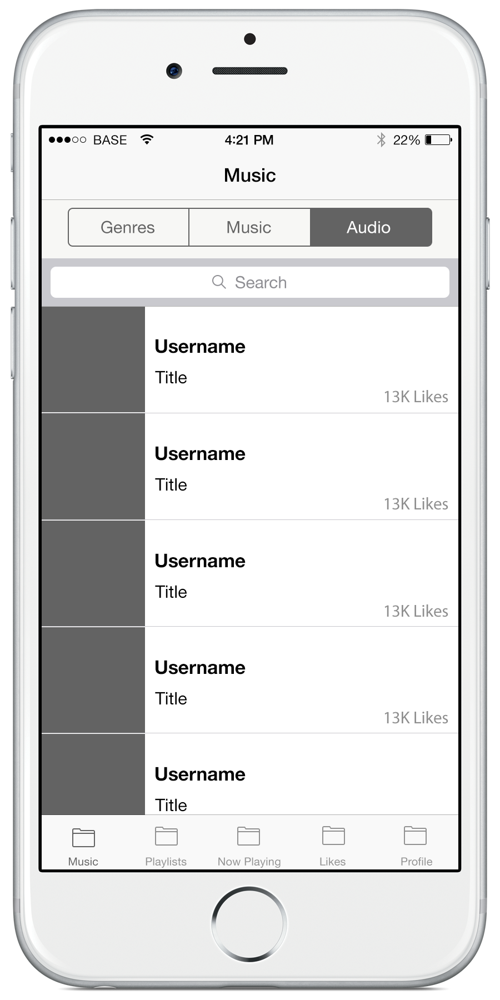 BASE 4:21 PM 22%
Music
Genres Music Audio
Search
Username
Title
13K Likes
Username
Title
13K Likes
Username
Title
13K Likes
Username
Title
13K Likes
Username
Title
Music Playlists Now Playing Likes Profile